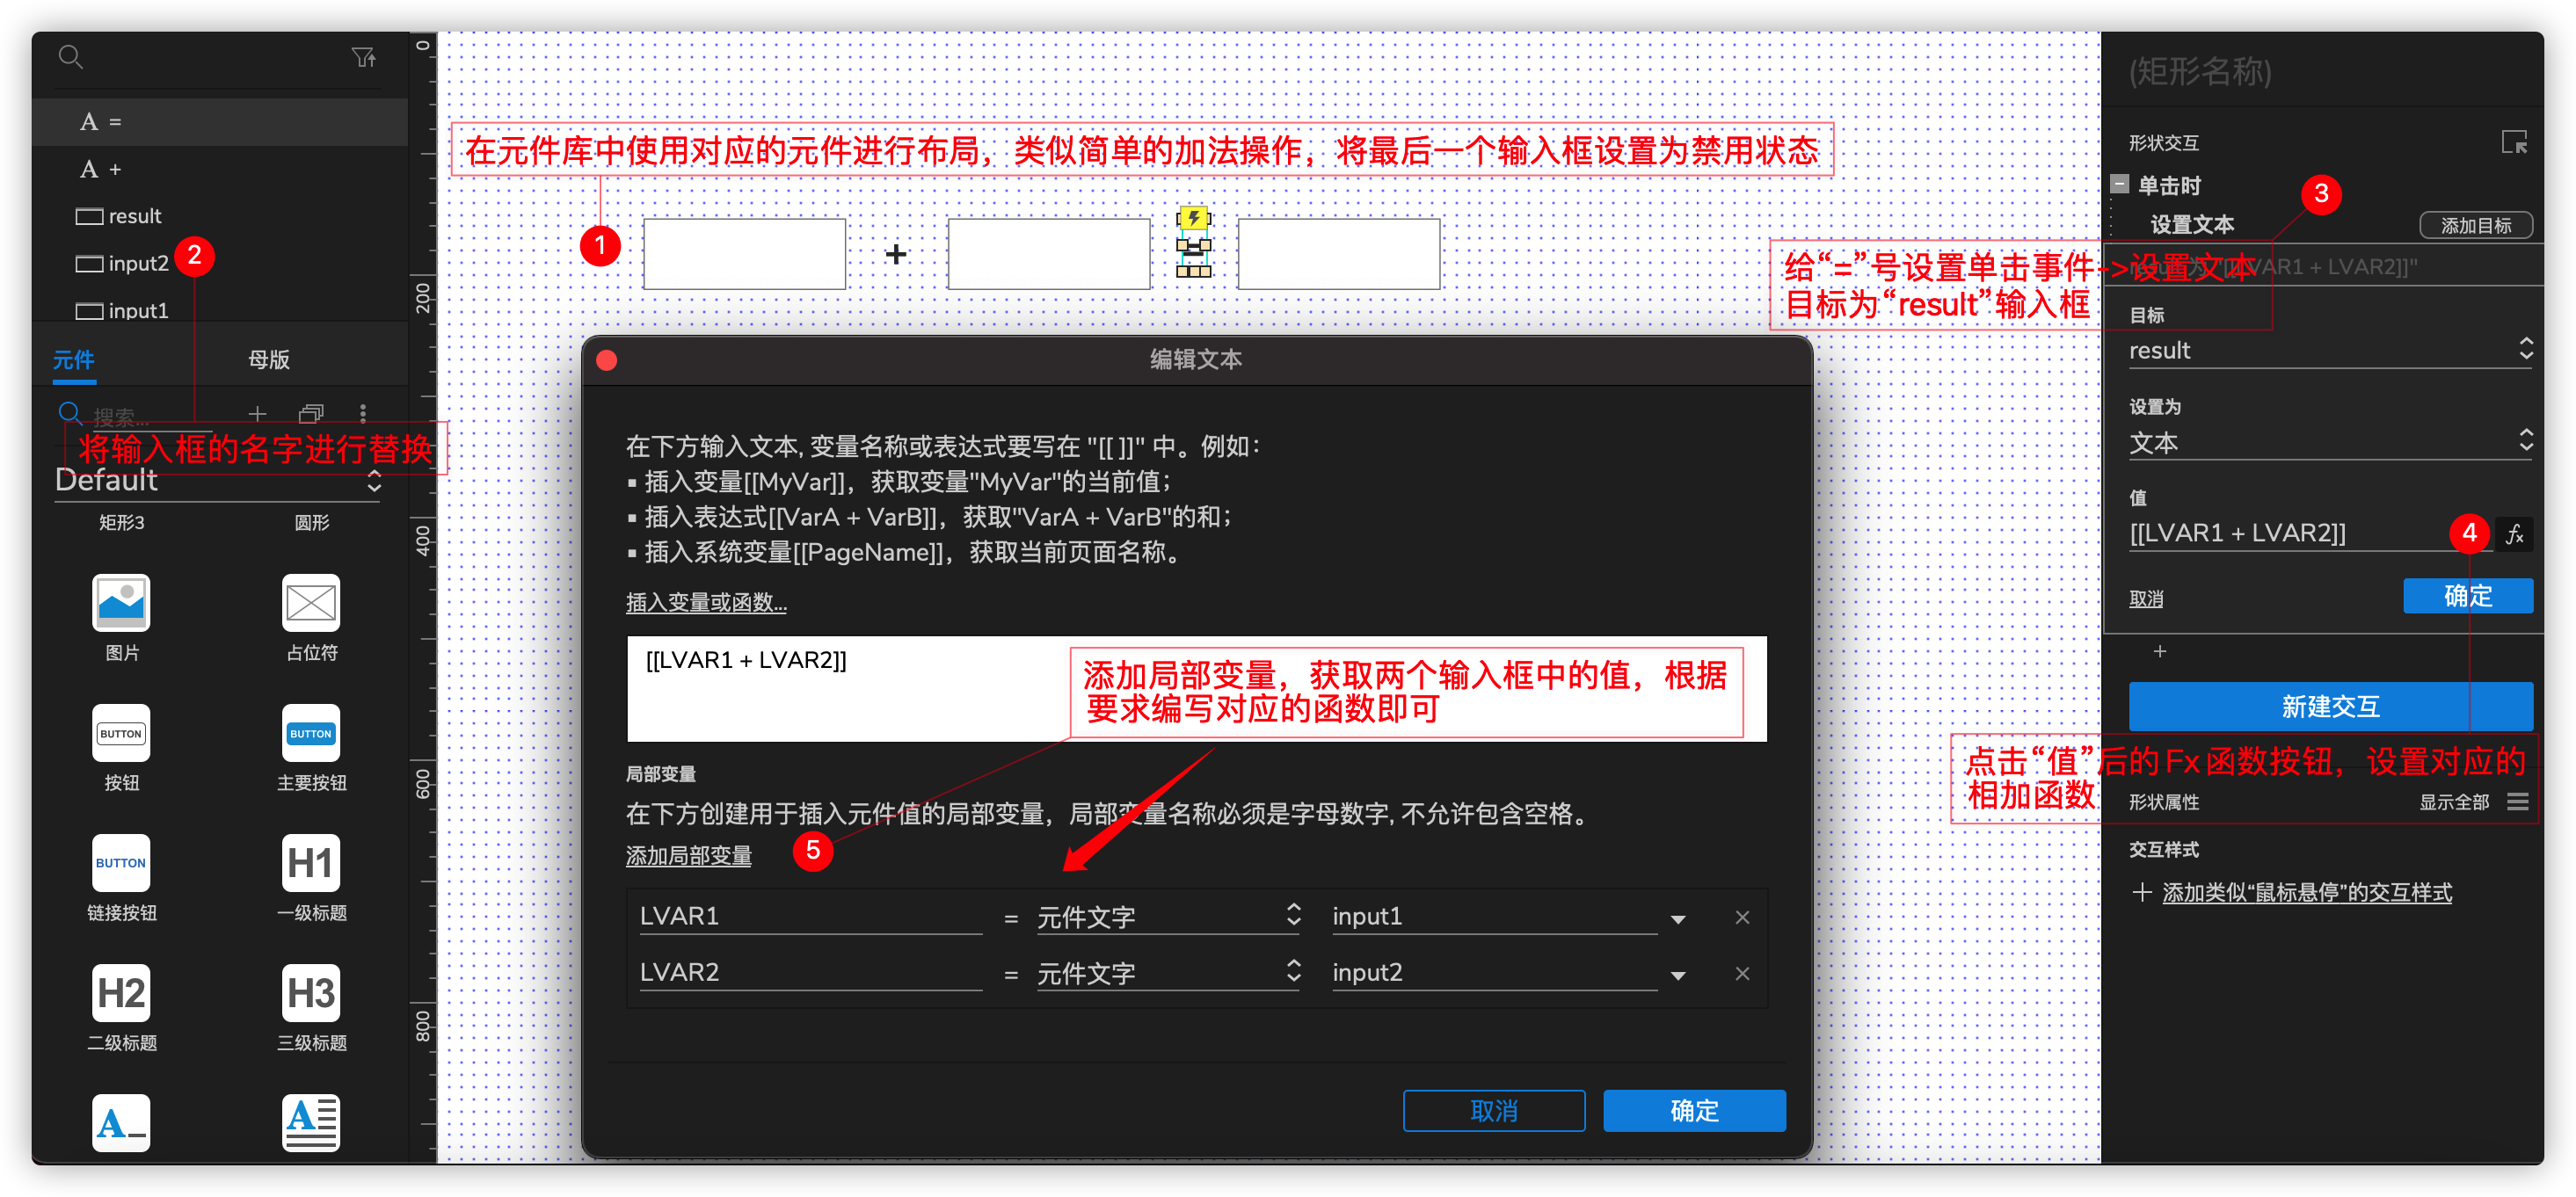 A =
A +
result
input2
input1
2
元件
母版
搜索...
将输入框的名字进行替换
Default
矩形3
圆形
图片
占位符
BUTTON
按钮
BUTTON
主要按钮
BUTTON
链接按钮
H1
一级标题
H2
二级标题
H3
三级标题
A
A
0
200
400
600
800
在元件库中使用对应的元件进行布局，类似简单的加法操作，将最后一个输入框设置为禁用状态
1
+
=
编辑文本
在下方输入文本, 变量名称或表达式要写在 "[[ ]]" 中。例如：
▪ 插入变量[[MyVar]]，获取变量"MyVar"的当前值；
▪ 插入表达式[[VarA + VarB]]，获取"VarA + VarB"的和；
▪ 插入系统变量[[PageName]]，获取当前页面名称。
插入变量或函数...
[[LVAR1 + LVAR2]]
添加局部变量，获取两个输入框中的值，根据
要求编写对应的函数即可
局部变量
在下方创建用于插入元件值的局部变量，局部变量名称必须是字母数字, 不允许包含空格。
添加局部变量
5
LVAR1 = 元件文字 input1
LVAR2 = 元件文字 input2
取消
确定
(矩形名称)
形状交互
单击时
3
设置文本
添加目标
给“=”号设置单击事件->设置文本
目标为“result”输入框
VAR1 + LVAR2]]"
目标
result
设置为
文本
值
[[LVAR1 + LVAR2]]
4
fx
取消
确定
+
新建交互
点击“值”后的Fx函数按钮，设置对应的
相加函数
形状属性
显示全部
交互样式
+ 添加类似“鼠标悬停”的交互样式